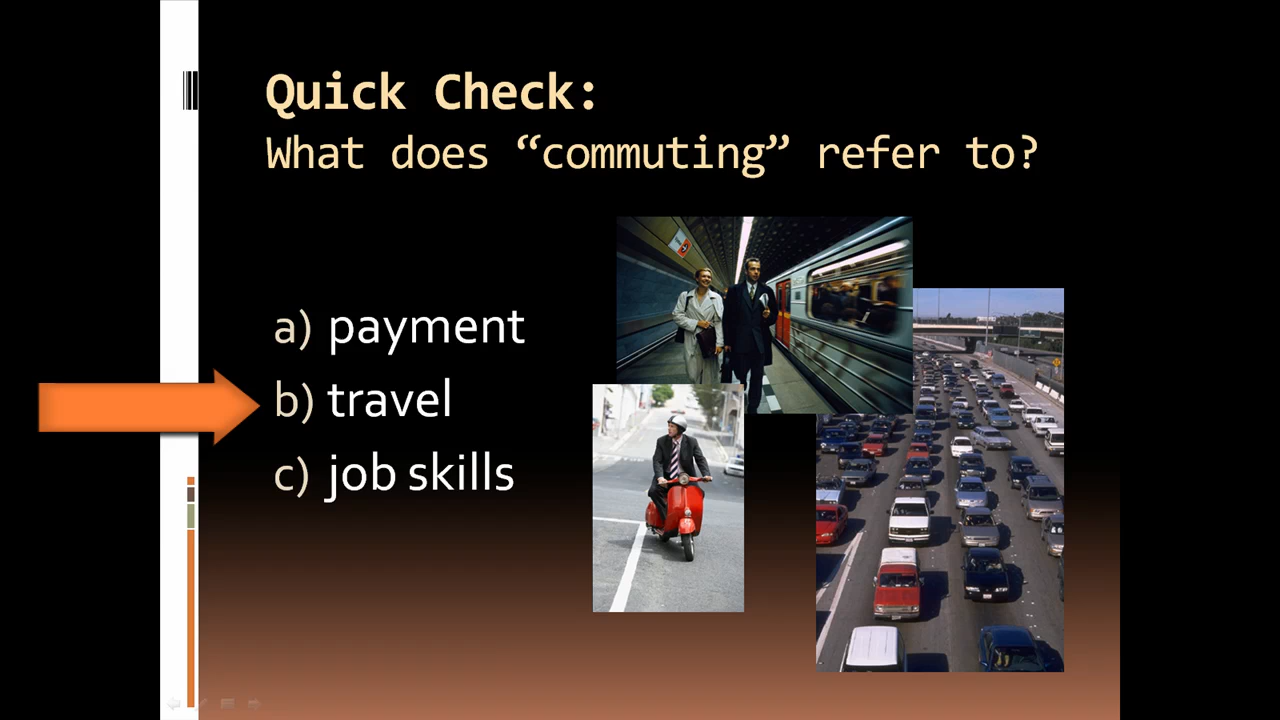 Quick Check:
What does “commuting” refer to?
a) payment
b) travel
c) job skills